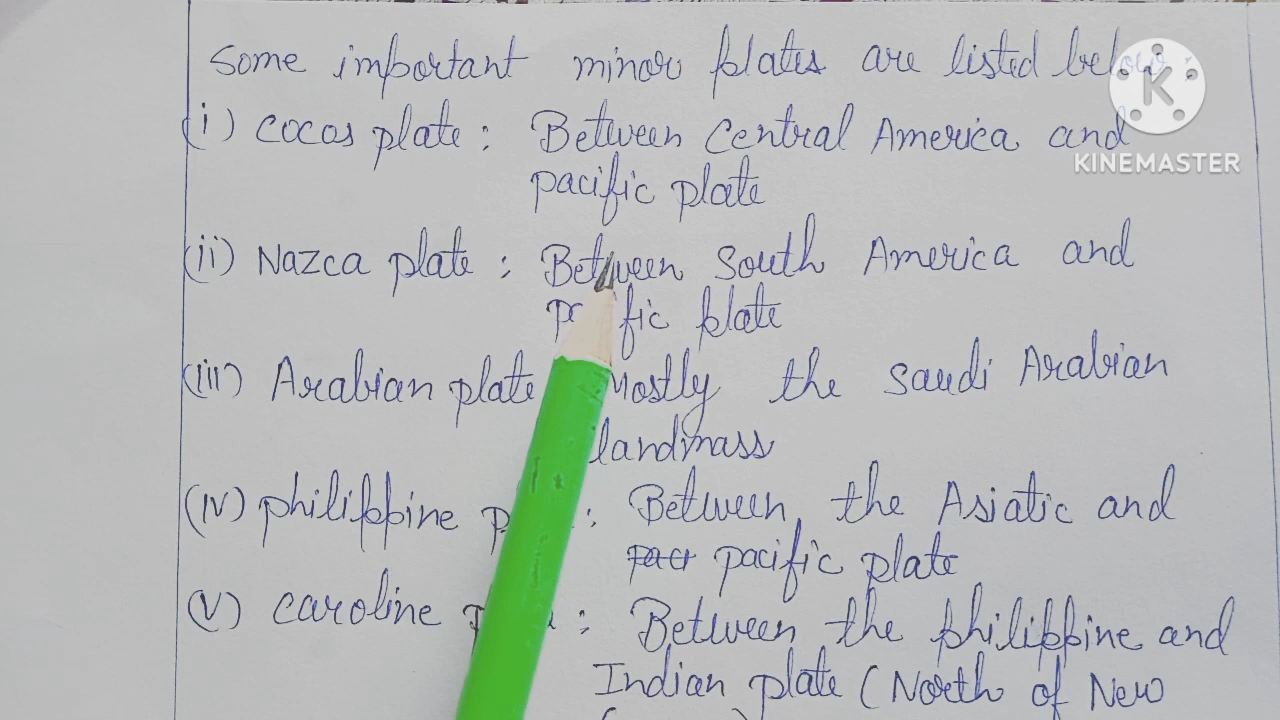 Some important minor plates are listed below
KINEMASTER
(i) cocos plate : Between Central America and
pacific plate
(ii) Nazca plate : Between South America and
pacific plate
(iii) Arabian plate Mostly the Saudi Arabian
landmass
(iv) philippine : Between the Asiatic and
pacific plate
(v) caroline : Between the philippine and
Indian plate (North of New